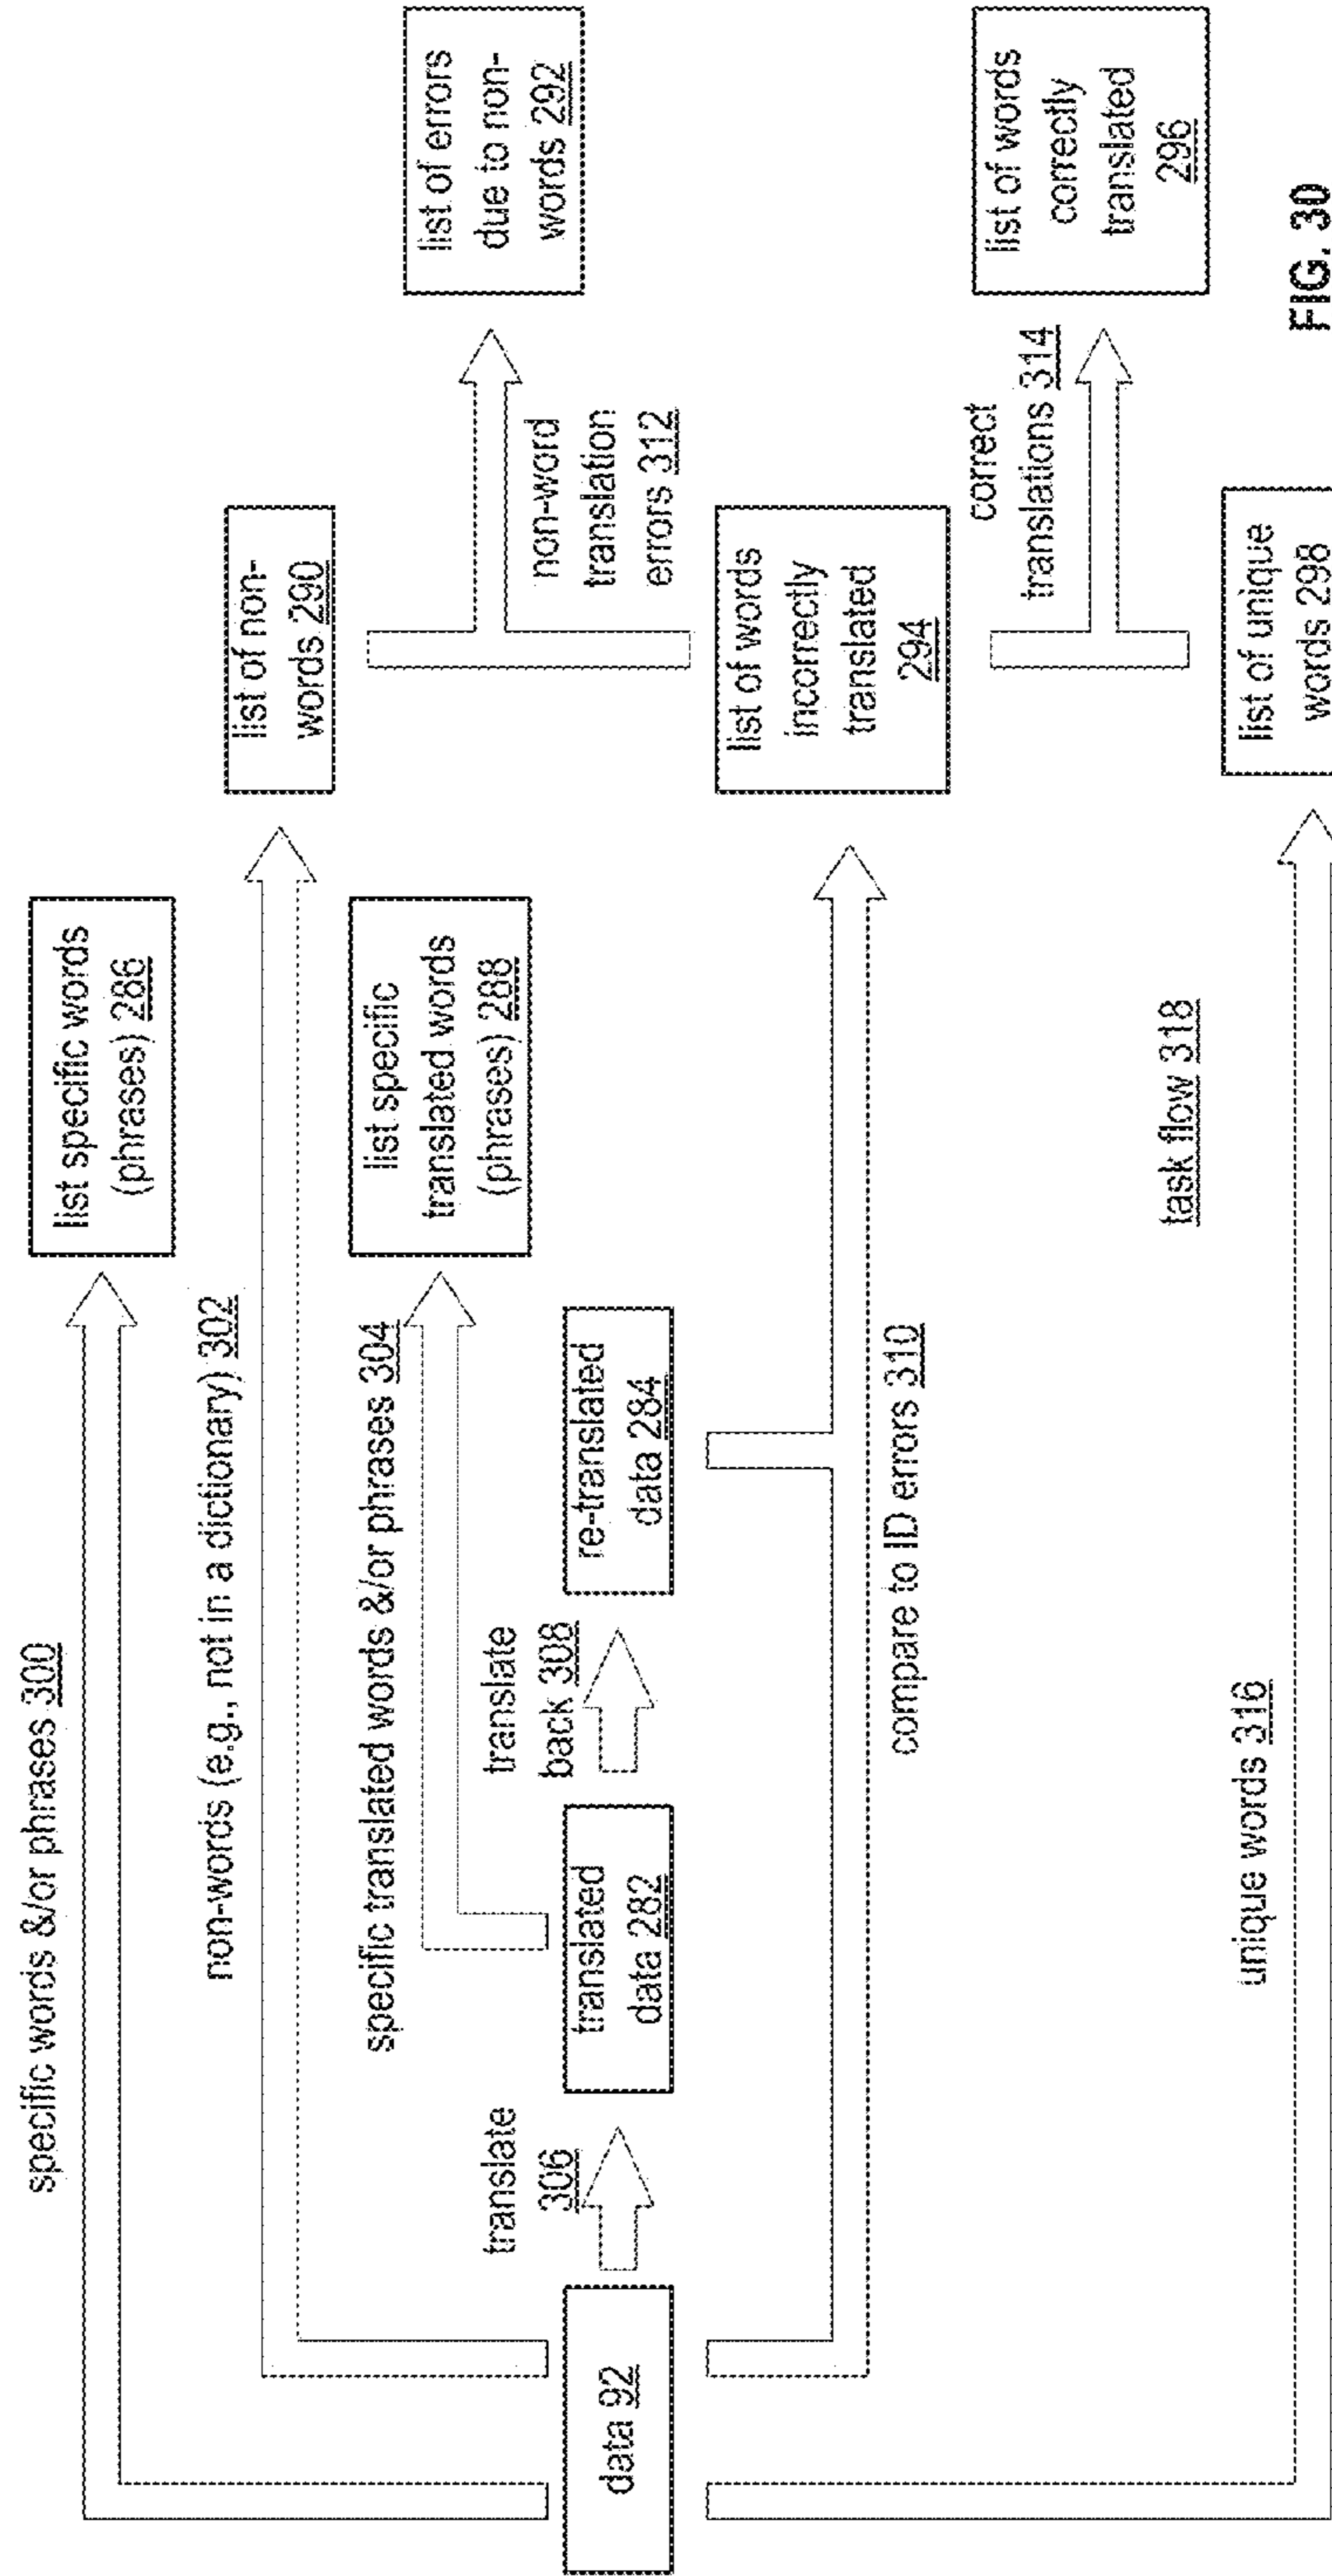 specific words &/or phrases 300
list specific words
(phrases) 286
non-words (e.g., not in a dictionary) 302
list of non-
words 290
specific translated words &/or phrases 304
list specific
translated words
(phrases) 288
list of errors
due to non-
words 292
non-word
translation
errors 312
data 92
translate
306
translated
data 282
translate
back 308
re-translated
data 284
compare to ID errors 310
list of words
incorrectly
translated
294
correct
translations 314
list of words
correctly
translated
296
task flow 318
unique words 316
list of unique
words 298
FIG. 30